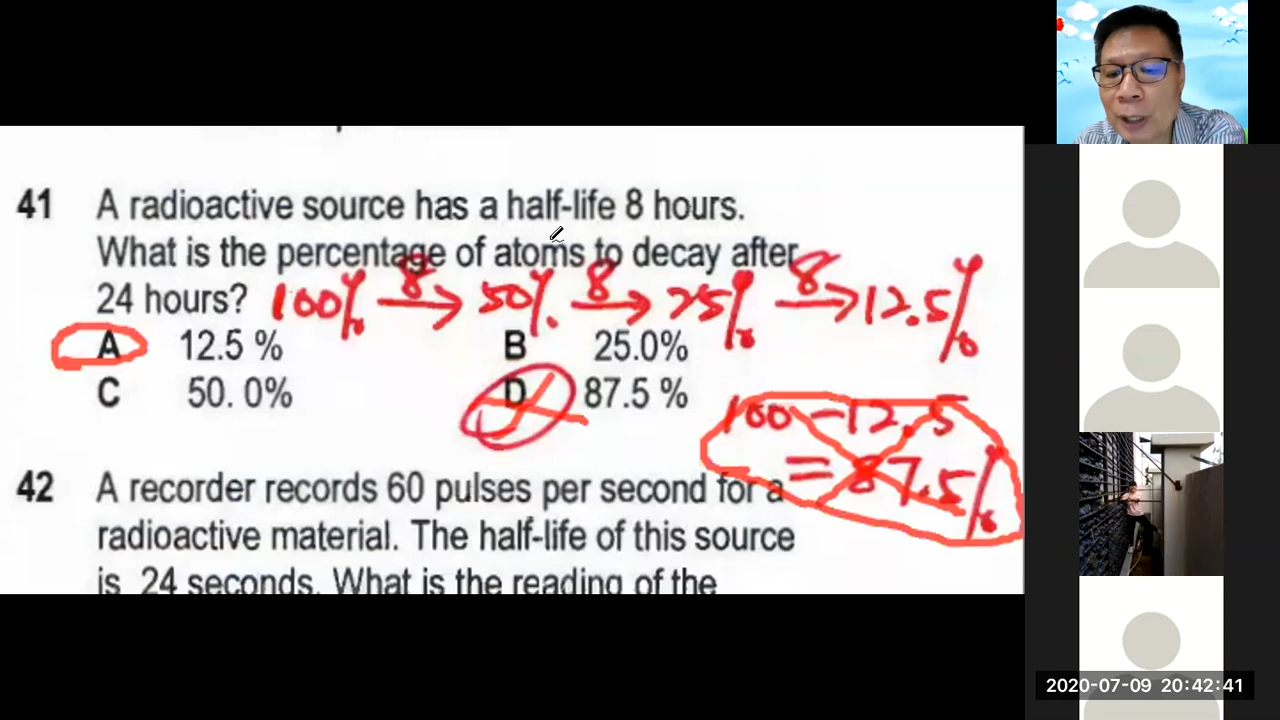 41 A radioactive source has a half-life 8 hours.
What is the percentage of atoms to decay after
24 hours? 100% 8→ 50% 8→ 25% 8→ 12.5%
A 12.5 % B 25.0%
C 50. 0% D 87.5 %
100 - 12.5
= 87.5%
42 A recorder records 60 pulses per second for a
radioactive material. The half-life of this source
is 24 seconds. What is the reading of the
2020-07-09 20:42:41